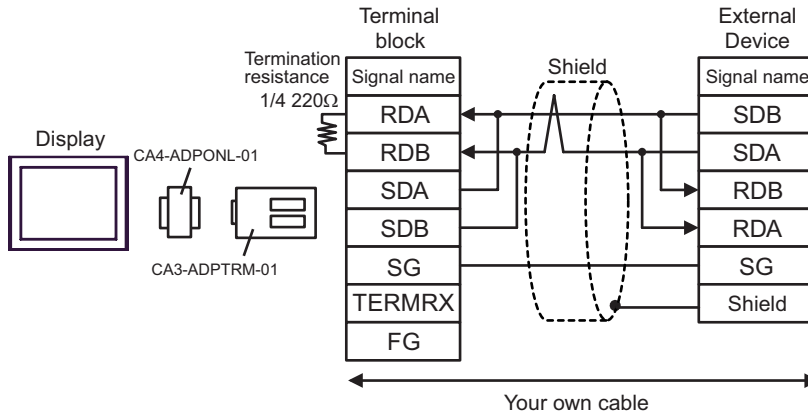 Terminal
block
External
Device
Termination
resistance
1/4 220Ω
Shield
Signal name
Signal name
RDA
SDB
RDB
SDA
SDA
RDB
SDB
RDA
SG
SG
TERMRX
Shield
FG
Display
CA4-ADPONL-01
CA3-ADPTRM-01
Your own cable